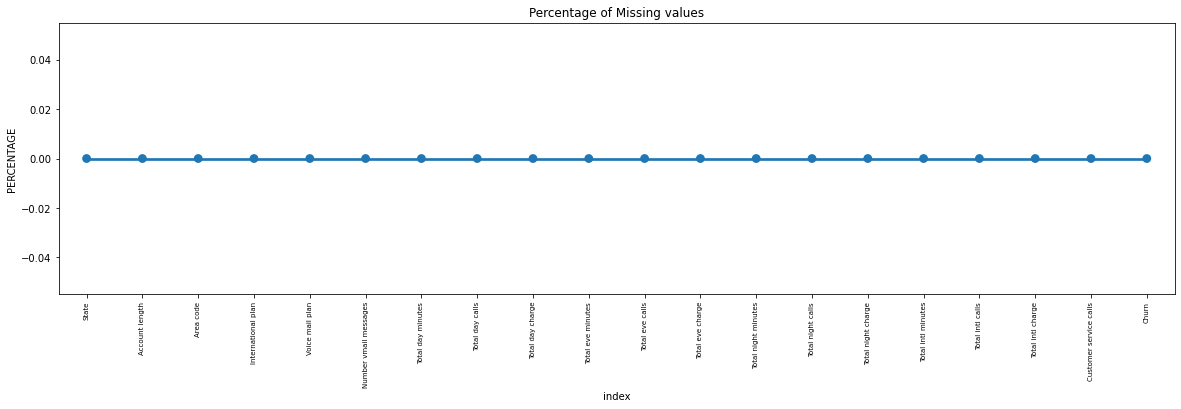 Percentage of Missing values
PERCENTAGE
0.04
0.02
0.00
−0.02
−0.04
State
Account length
Area code
International plan
Voice mail plan
Number vmail messages
Total day minutes
Total day calls
Total day charge
Total eve minutes
Total eve calls
Total eve charge
Total night minutes
Total night calls
Total night charge
Total intl minutes
Total intl calls
Total intl charge
Customer service calls
Churn
index